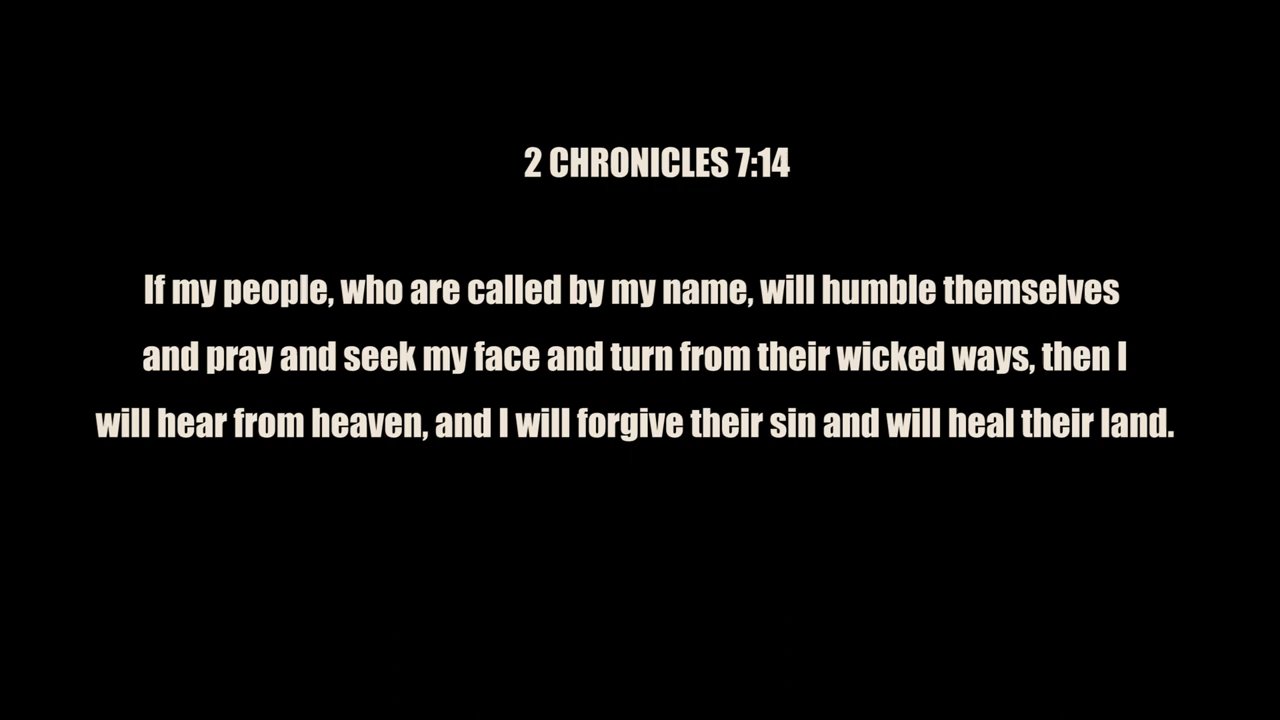 2 CHRONICLES 7:14
If my people, who are called by my name, will humble themselves
and pray and seek my face and turn from their wicked ways, then I
will hear from heaven, and I will forgive their sin and will heal their land.